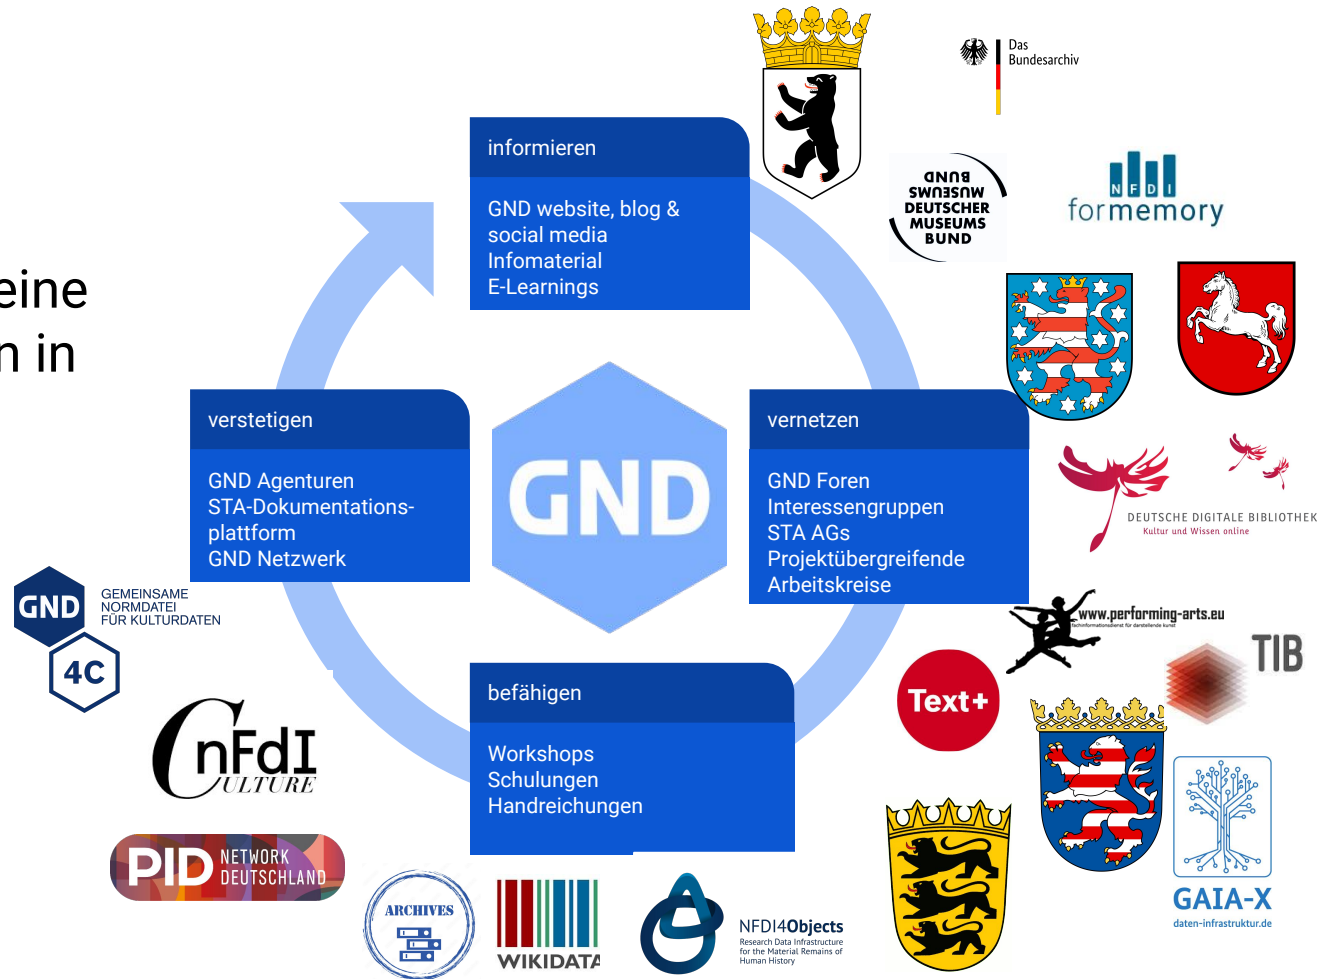 eine
n in
informieren
GND website, blog &
social media
Infomaterial
E-Learnings
verstetigen
GND Agenturen
STA-Dokumentations-
plattform
GND Netzwerk
GND
vernetzen
GND Foren
Interessengruppen
STA AGs
Projektübergreifende
Arbeitskreise
befähigen
Workshops
Schulungen
Handreichungen
Das
Bundesarchiv
BUND
MUSEUMS
DEUTSCHER
MUSEUMS
BUND
NFDI
formemory
DEUTSCHE DIGITALE BIBLIOTHEK
Kultur und Wissen online
www.performing-arts.eu
fachinformationsdienst für darstellende kunst
TIB
Text+
GAIA-X
daten-infrastruktur.de
GND
GEMEINSAME
NORMDATEI
FÜR KULTURDATEN
4C
nFdI
CULTURE
PID NETWORK
DEUTSCHLAND
ARCHIVES
WIKIDATA
NFDI4Objects
Research Data Infrastructure
for the Material Remains of
Human History